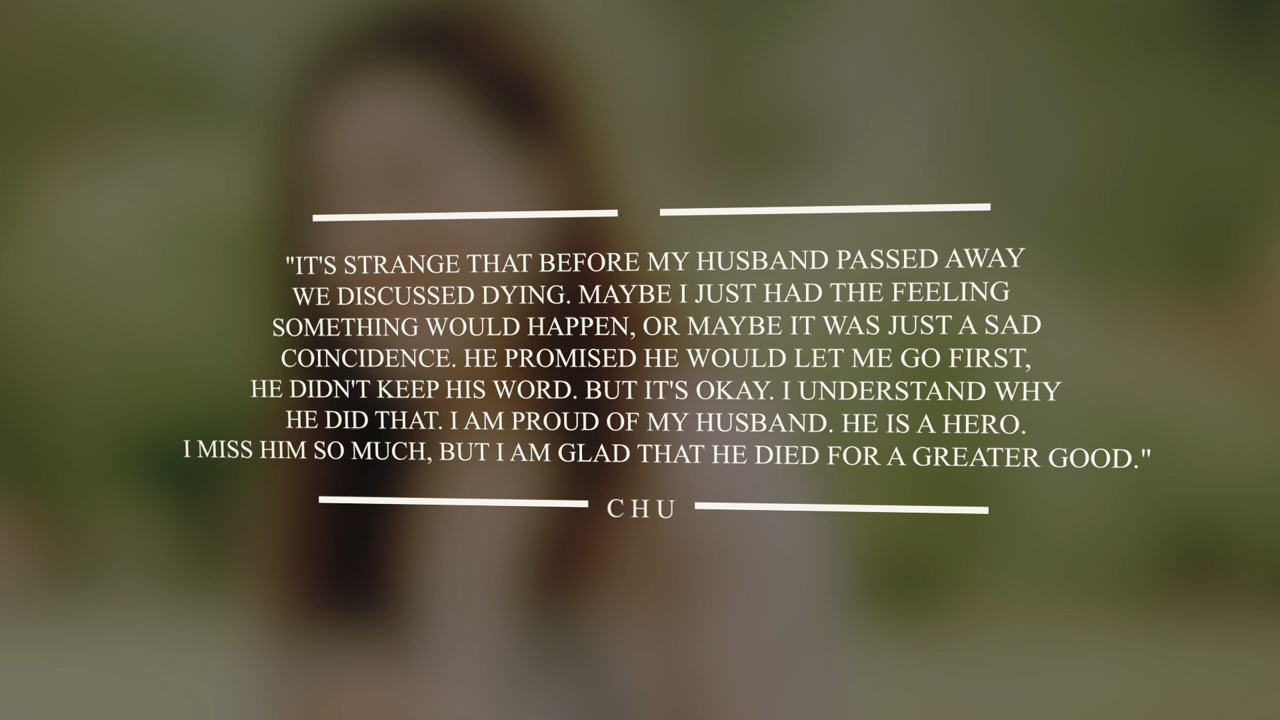 "IT'S STRANGE THAT BEFORE MY HUSBAND PASSED AWAY
WE DISCUSSED DYING. MAYBE I JUST HAD THE FEELING
SOMETHING WOULD HAPPEN, OR MAYBE IT WAS JUST A SAD
COINCIDENCE. HE PROMISED HE WOULD LET ME GO FIRST,
HE DIDN'T KEEP HIS WORD. BUT IT'S OKAY. I UNDERSTAND WHY
HE DID THAT. I AM PROUD OF MY HUSBAND. HE IS A HERO.
I MISS HIM SO MUCH, BUT I AM GLAD THAT HE DIED FOR A GREATER GOOD."
CHU